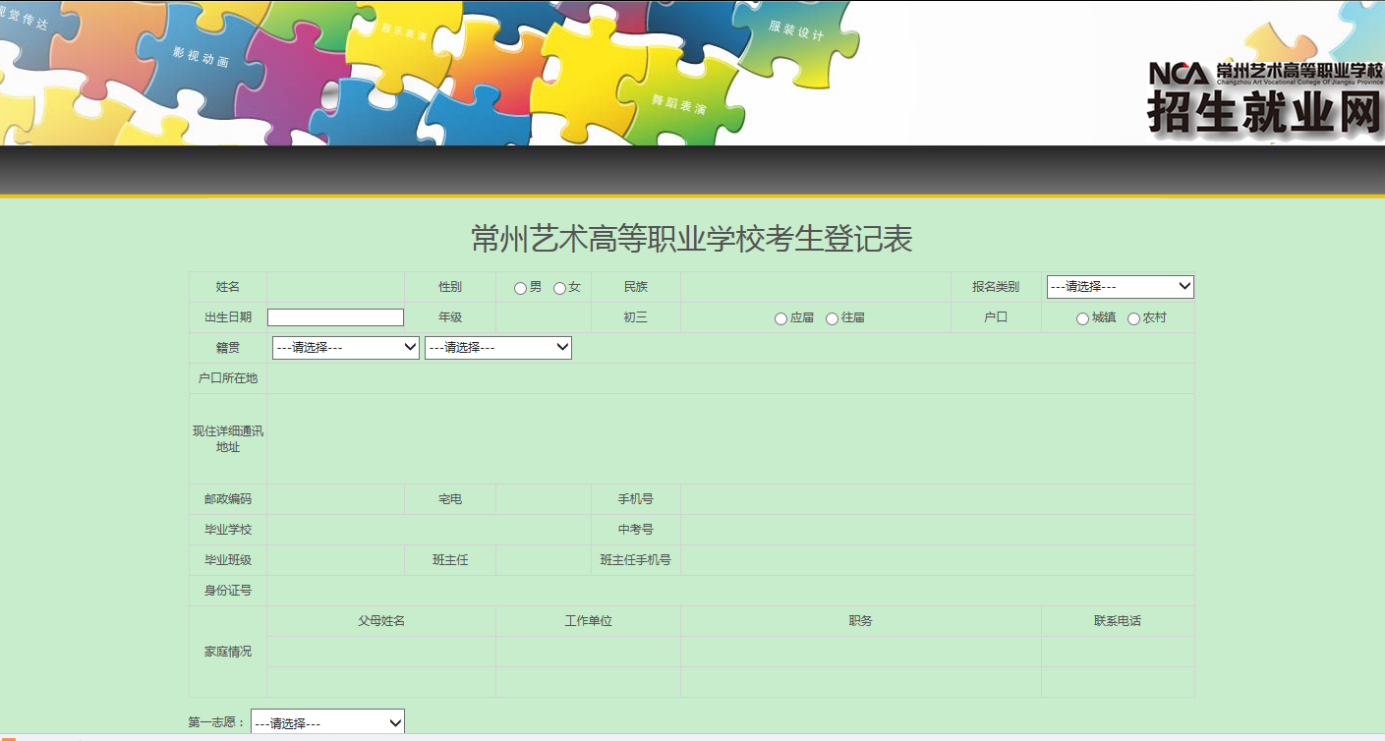 视觉传达
影视动画
音乐表演
舞蹈表演
服装设计
NCA 常州艺术高等职业学校
Changzhou Art Vocational College Of Jiangsu Province
招生就业网
常州艺术高等职业学校考生登记表
姓名 性别 男 女 民族 报名类别 ---请选择---
出生日期 年级 初三 应届 往届 户口 城镇 农村
籍贯 ---请选择--- ---请选择---
户口所在地
现住详细通讯
地址
邮政编码 宅电 手机号
毕业学校 中考号
毕业班级 班主任 班主任手机号
身份证号
父母姓名 工作单位 职务 联系电话
家庭情况
第一志愿： ---请选择---